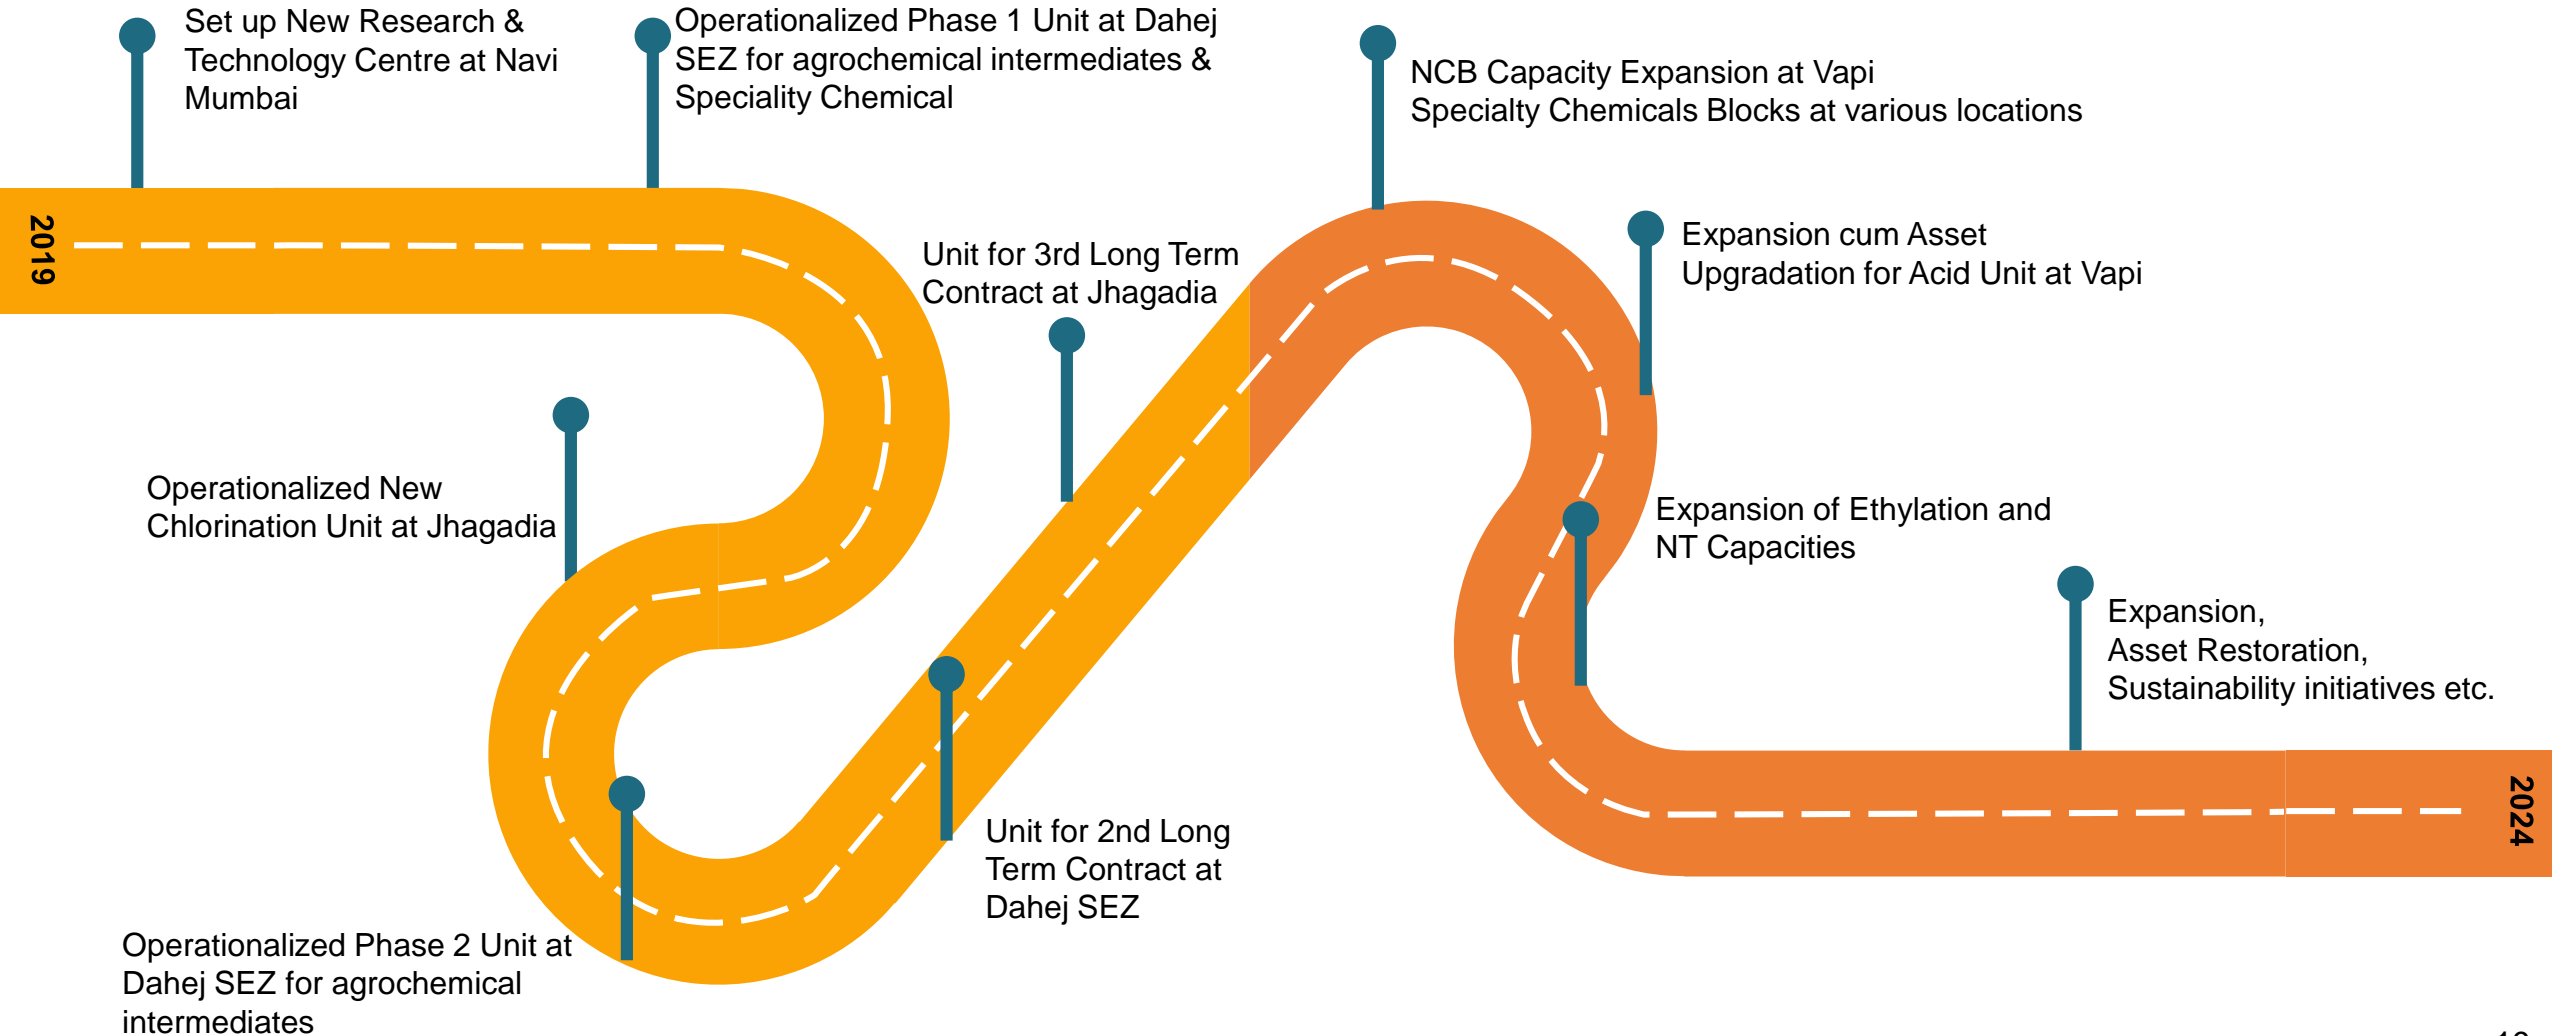 Set up New Research &
Technology Centre at Navi
Mumbai
Operationalized Phase 1 Unit at Dahej
SEZ for agrochemical intermediates &
Speciality Chemical
NCB Capacity Expansion at Vapi
Specialty Chemicals Blocks at various locations
2019
Unit for 3rd Long Term
Contract at Jhagadia
Expansion cum Asset
Upgradation for Acid Unit at Vapi
Operationalized New
Chlorination Unit at Jhagadia
Expansion of Ethylation and
NT Capacities
Expansion,
Asset Restoration,
Sustainability initiatives etc.
2024
Unit for 2nd Long
Term Contract at
Dahej SEZ
Operationalized Phase 2 Unit at
Dahej SEZ for agrochemical
intermediates